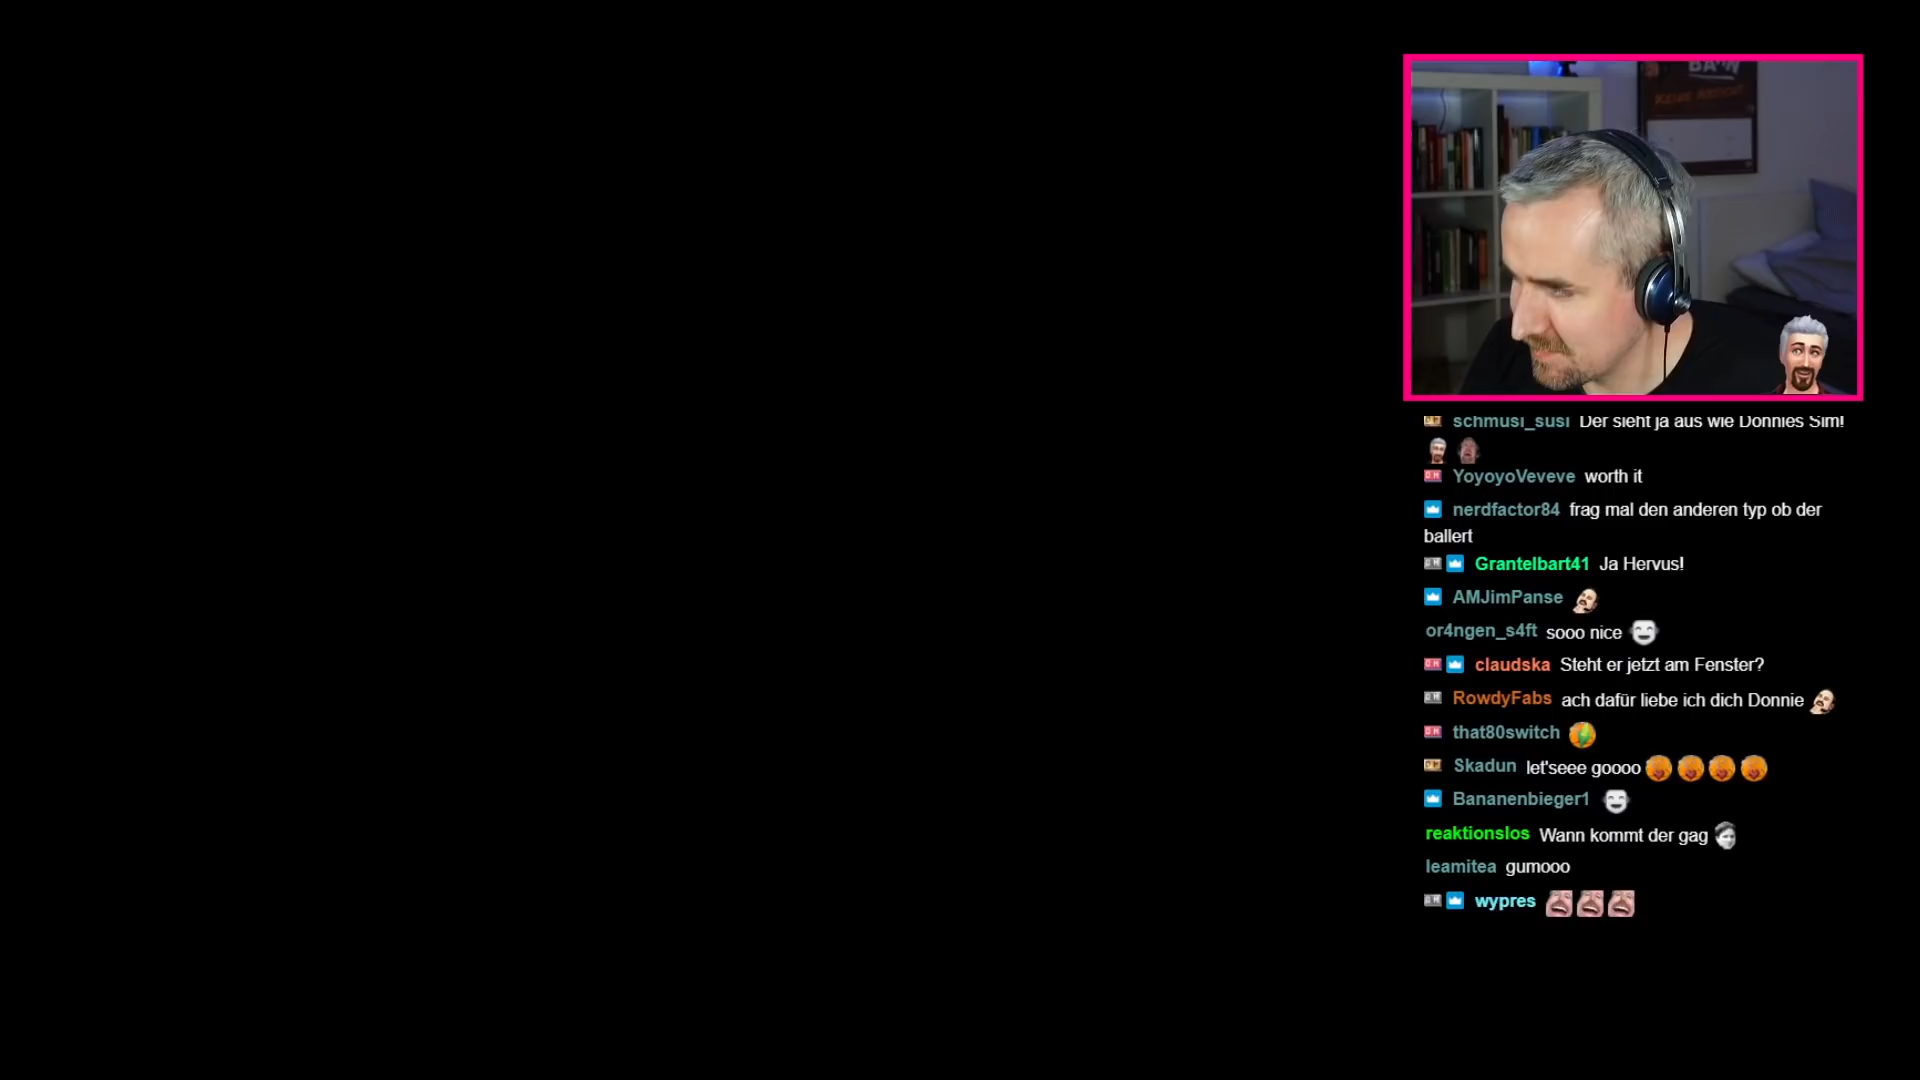 BAHN
KEINE
schmusi_susi Der sieht ja aus wie Donnies Sim!
YoyoyoVeveve worth it
nerdfactor84 frag mal den anderen typ ob der
ballert
Grantelbart41 Ja Hervus!
AMJimPanse
or4ngen_s4ft sooo nice
claudska Steht er jetzt am Fenster?
RowdyFabs ach dafür liebe ich dich Donnie
that80switch
Skadun let'seee goooo
Bananenbieger1
reaktionslos Wann kommt der gag
leamitea gumooo
wypres